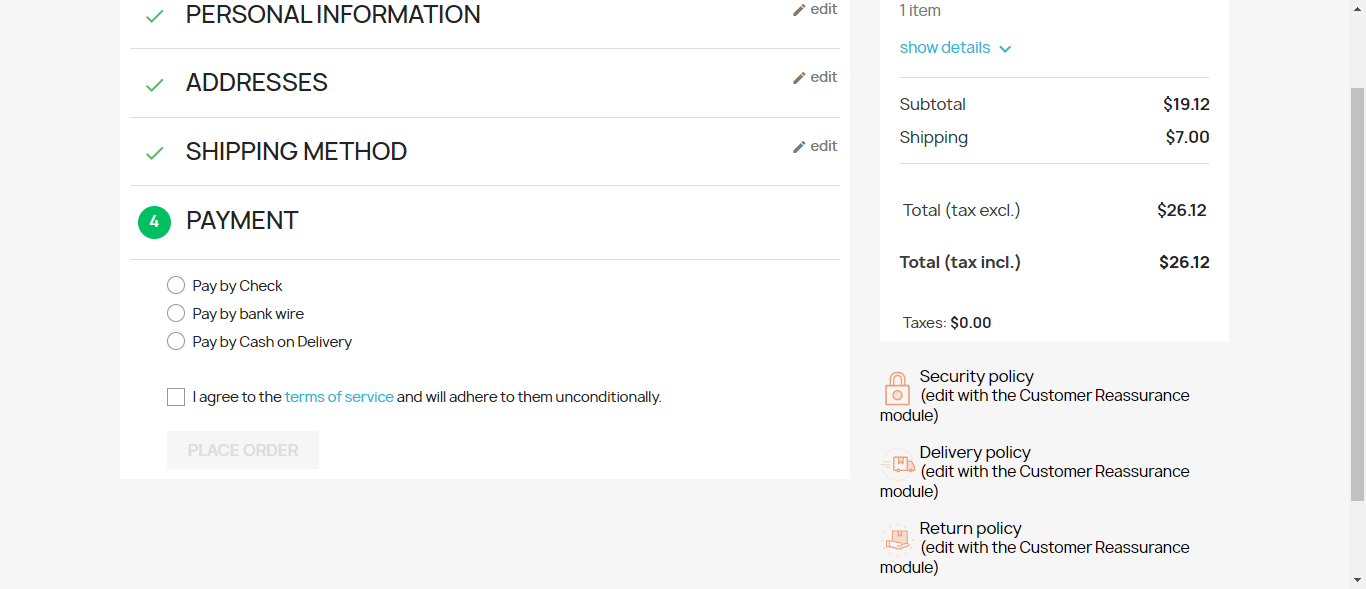 PERSONAL INFORMATION
edit
ADDRESSES
edit
SHIPPING METHOD
edit
4
PAYMENT
Pay by Check
Pay by bank wire
Pay by Cash on Delivery
I agree to the terms of service and will adhere to them unconditionally.
PLACE ORDER
1 item
show details
Subtotal $19.12
Shipping $7.00
Total (tax excl.) $26.12
Total (tax incl.) $26.12
Taxes: $0.00
Security policy
(edit with the Customer Reassurance
module)
Delivery policy
(edit with the Customer Reassurance
module)
Return policy
(edit with the Customer Reassurance
module)